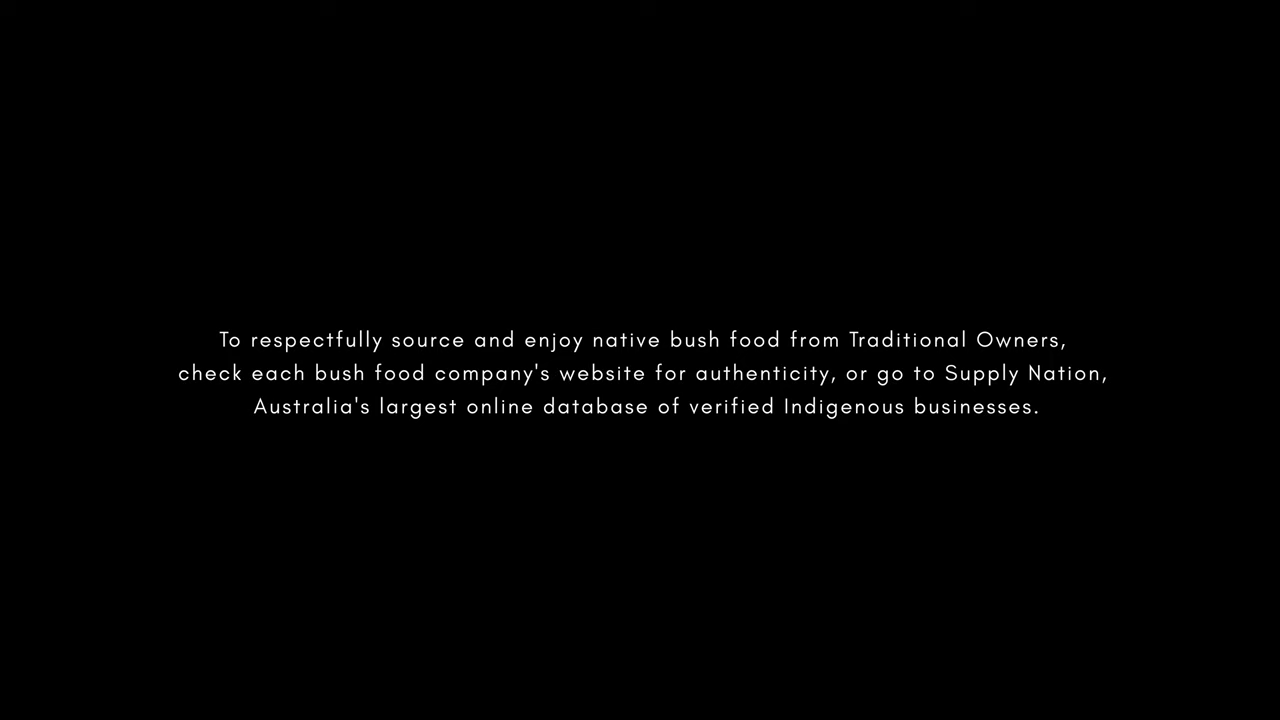 To respectfully source and enjoy native bush food from Traditional Owners,
check each bush food company's website for authenticity, or go to Supply Nation,
Australia's largest online database of verified Indigenous businesses.